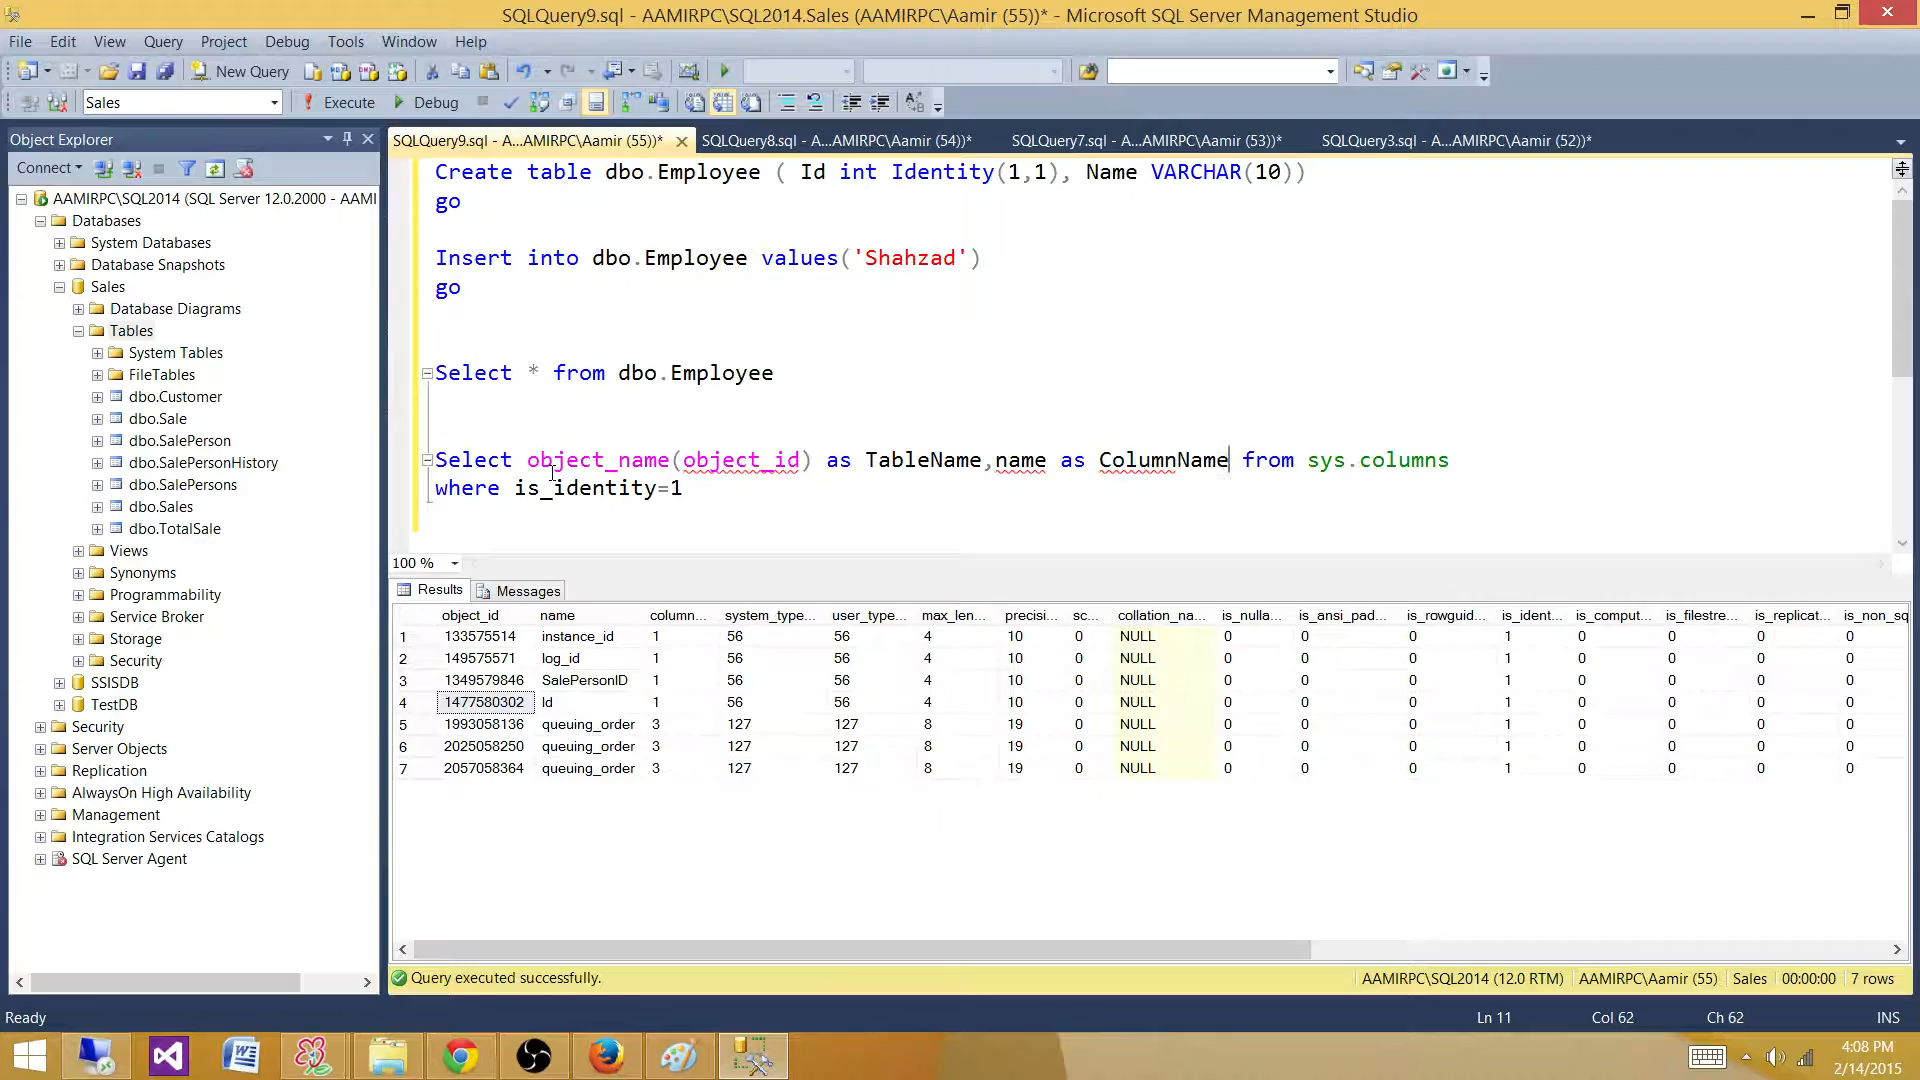 SQLQuery9.sql - AAMIRPC\SQL2014.Sales (AAMIRPC\Aamir (55))* - Microsoft SQL Server Management Studio
File Edit View Query Project Debug Tools Window Help
New Query
Sales Execute Debug
Object Explorer
SQLQuery9.sql - A...AMIRPC\Aamir (55))* SQLQuery8.sql - A...AMIRPC\Aamir (54))* SQLQuery7.sql - A...AMIRPC\Aamir (53))* SQLQuery3.sql - A...AMIRPC\Aamir (52))*
Connect
AAMIRPC\SQL2014 (SQL Server 12.0.2000 - AAMI
Databases
System Databases
Database Snapshots
Sales
Database Diagrams
Tables
System Tables
FileTables
dbo.Customer
dbo.Sale
dbo.SalePerson
dbo.SalePersonHistory
dbo.SalePersons
dbo.Sales
dbo.TotalSale
Views
Synonyms
Programmability
Service Broker
Storage
Security
SSISDB
TestDB
Security
Server Objects
Replication
AlwaysOn High Availability
Management
Integration Services Catalogs
SQL Server Agent
Create table dbo.Employee ( Id int Identity(1,1), Name VARCHAR(10))
go
Insert into dbo.Employee values('Shahzad')
go
Select * from dbo.Employee
Select object_name(object_id) as TableName,name as ColumnName from sys.columns
where is_identity=1
100 %
Results Messages
object_id name column... system_type... user_type... max_len... precisi... sc... collation_na... is_nulla... is_ansi_pad... is_rowguid... is_ident... is_comput... is_filestre... is_replicat... is_non_sq
1 133575514 instance_id 1 56 56 4 10 0 NULL 0 0 0 1 0 0 0 0
2 149575571 log_id 1 56 56 4 10 0 NULL 0 0 0 1 0 0 0 0
3 1349579846 SalePersonID 1 56 56 4 10 0 NULL 0 0 0 1 0 0 0 0
4 1477580302 Id 1 56 56 4 10 0 NULL 0 0 0 1 0 0 0 0
5 1993058136 queuing_order 3 127 127 8 19 0 NULL 0 0 0 1 0 0 0 0
6 2025058250 queuing_order 3 127 127 8 19 0 NULL 0 0 0 1 0 0 0 0
7 2057058364 queuing_order 3 127 127 8 19 0 NULL 0 0 0 1 0 0 0 0
Query executed successfully. AAMIRPC\SQL2014 (12.0 RTM) AAMIRPC\Aamir (55) Sales 00:00:00 7 rows
Ready Ln 11 Col 62 Ch 62 INS
4:08 PM
2/14/2015